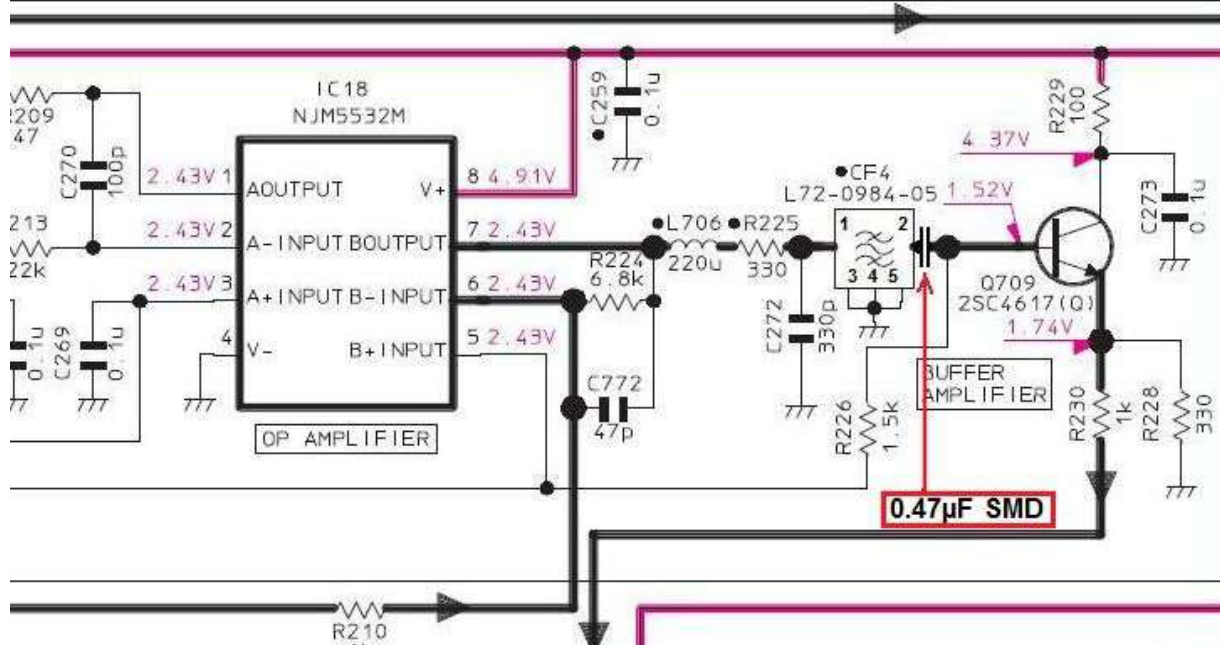 IC18
NJM5532M
C259
0.1u
R229
100
47
C270
100p
2.43V 1
AOUTPUT
V+
8 4.91V
4.37V
CF4
L72-0984-05
1.52V
C273
0.1u
2.43V 2
A-INPUT BOUTPUT
7 2.43V
L706
220u
R225
330
1 2
3 4 5
22k
2.43V 3
A+INPUT B-INPUT
6 2.43V
R224
6.8k
C272
330p
Q709
2SC4617(Q)
1.74V
0.1u
C269
0.1u
4
V-
B+INPUT
5 2.43V
C772
47p
BUFFER
AMPLIFIER
R226
1.5k
R230
1k
R228
330
OP AMPLIFIER
0.47µF SMD
R210